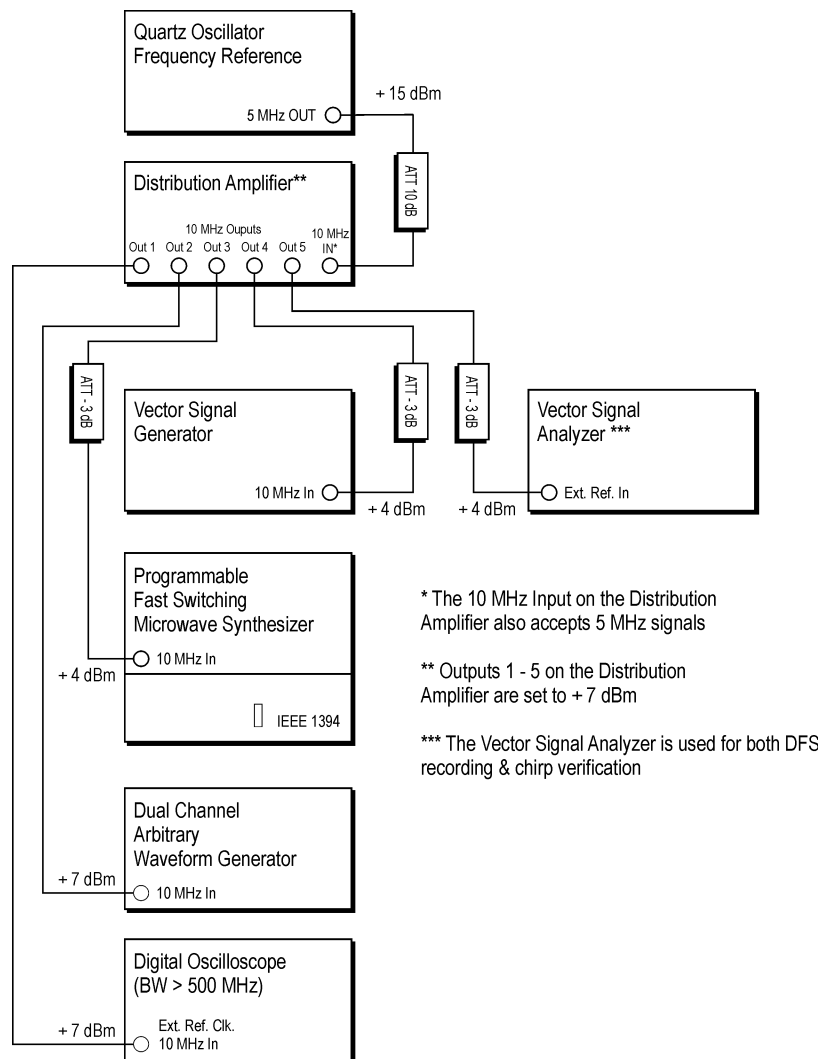 Quartz Oscillator
Frequency Reference
+ 15 dBm
5 MHz OUT
ATT 10 dB
Distribution Amplifier**
10 MHz Ouputs
10 MHz
IN*
Out 1
Out 2
Out 3
Out 4
Out 5
ATT - 3 dB
ATT - 3 dB
ATT - 3 dB
Vector Signal
Generator
10 MHz In
+ 4 dBm
Vector Signal
Analyzer ***
Ext. Ref. In
+ 4 dBm
Programmable
Fast Switching
Microwave Synthesizer
10 MHz In
+ 4 dBm
IEEE 1394
* The 10 MHz Input on the Distribution
Amplifier also accepts 5 MHz signals
** Outputs 1 - 5 on the Distribution
Amplifier are set to + 7 dBm
*** The Vector Signal Analyzer is used for both DFS
recording & chirp verification
Dual Channel
Arbitrary
Waveform Generator
+ 7 dBm
10 MHz In
Digital Oscilloscope
(BW > 500 MHz)
+ 7 dBm
Ext. Ref. Clk.
10 MHz In